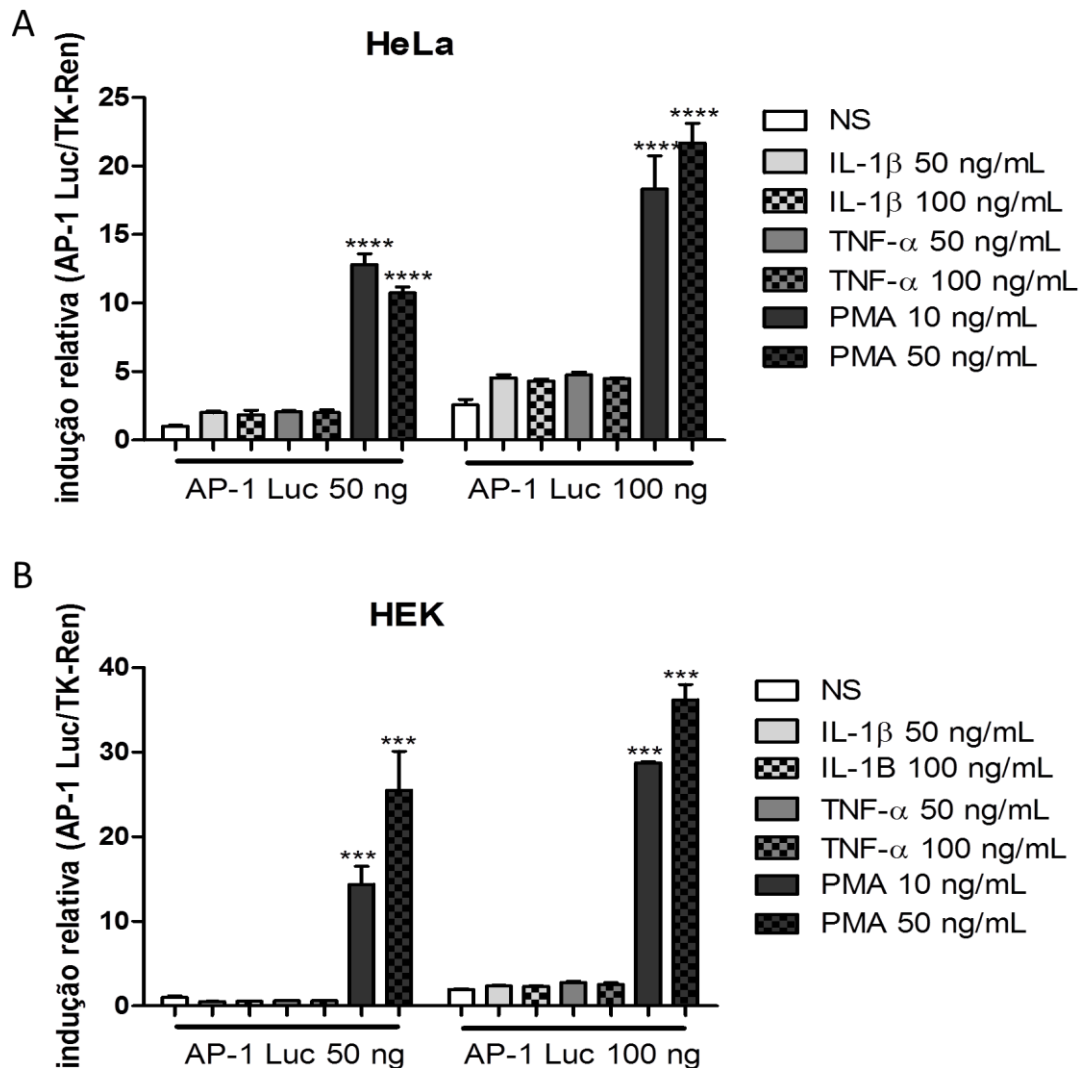 A
HeLa
indução relativa (AP-1 Luc/TK-Ren)
25
20
15
10
5
0
****
****
****
****
AP-1 Luc 50 ng
AP-1 Luc 100 ng
NS
IL-1β 50 ng/mL
IL-1β 100 ng/mL
TNF-α 50 ng/mL
TNF-α 100 ng/mL
PMA 10 ng/mL
PMA 50 ng/mL
B
HEK
indução relativa (AP-1 Luc/TK-Ren)
40
30
20
10
0
***
***
***
***
AP-1 Luc 50 ng
AP-1 Luc 100 ng
NS
IL-1β 50 ng/mL
IL-1B 100 ng/mL
TNF-α 50 ng/mL
TNF-α 100 ng/mL
PMA 10 ng/mL
PMA 50 ng/mL